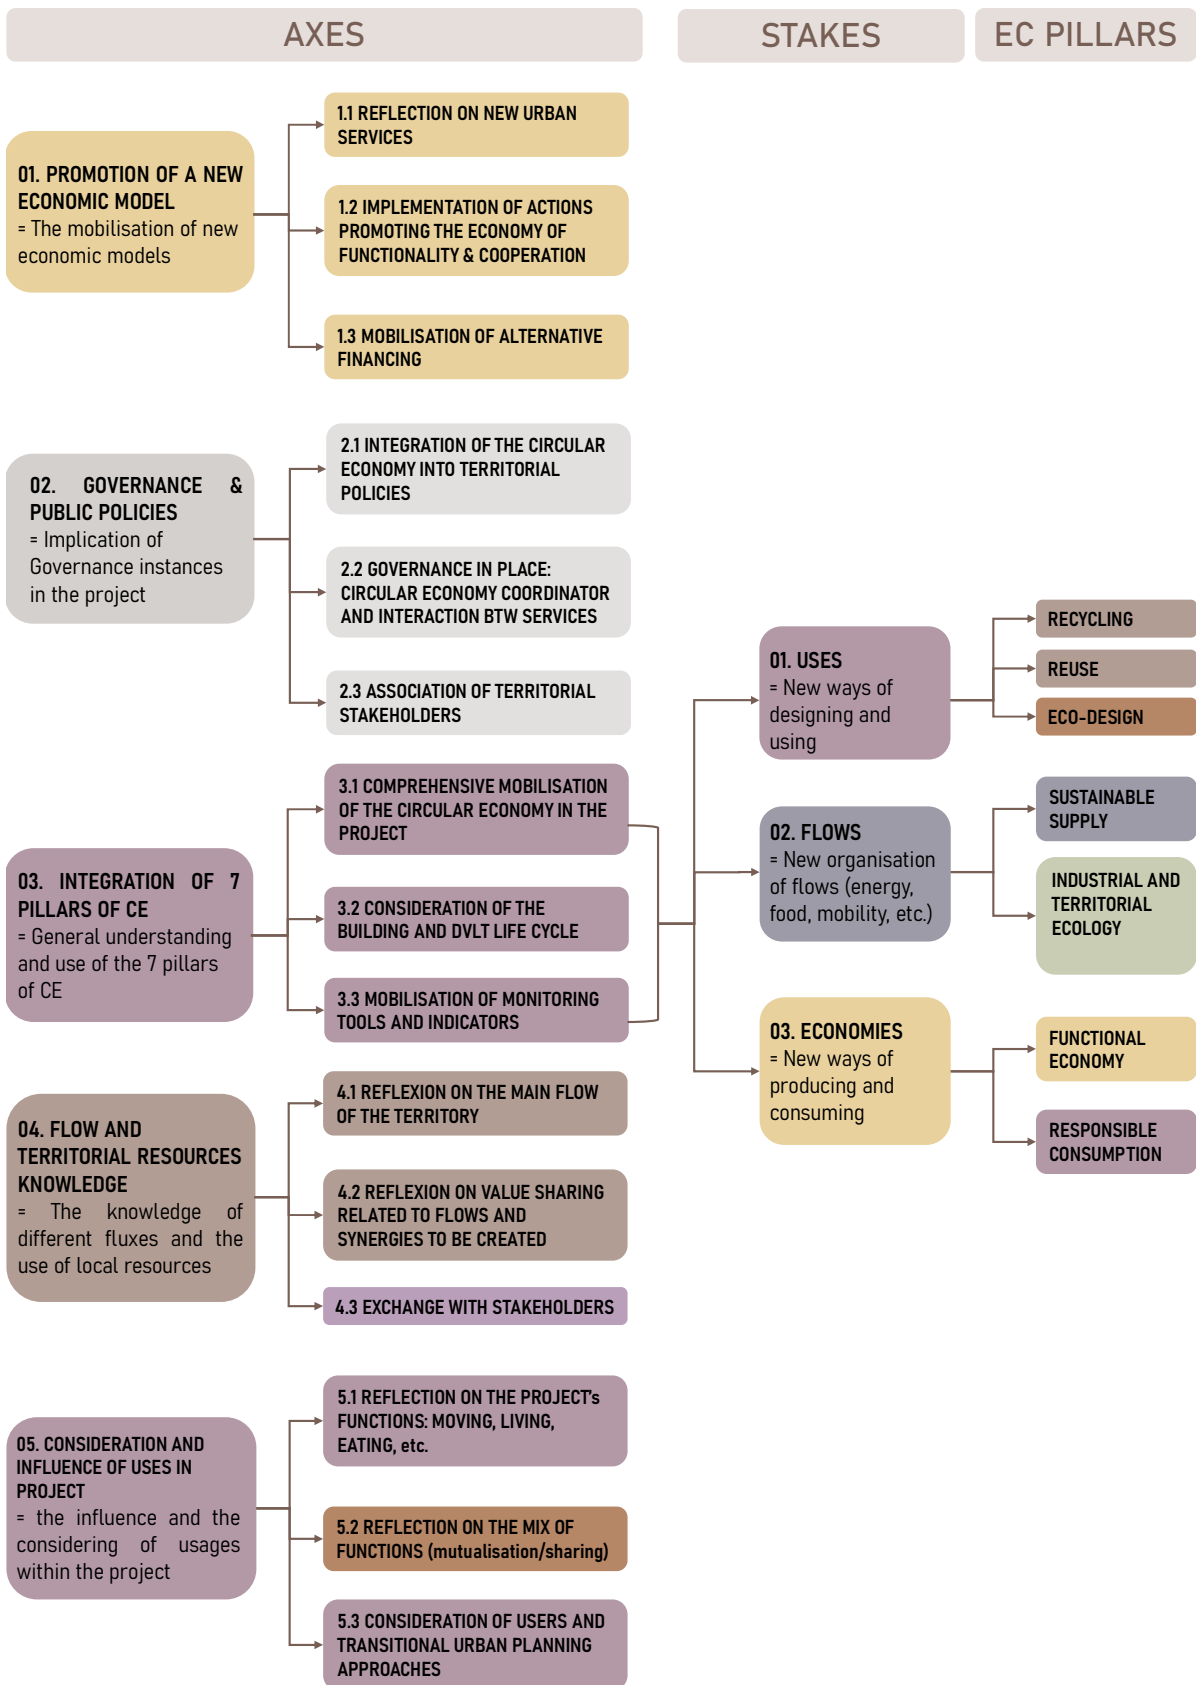 AXES
STAKES
EC PILLARS
01. PROMOTION OF A NEW
ECONOMIC MODEL
= The mobilisation of new
economic models
1.1 REFLECTION ON NEW URBAN
SERVICES
1.2 IMPLEMENTATION OF ACTIONS
PROMOTING THE ECONOMY OF
FUNCTIONALITY & COOPERATION
1.3 MOBILISATION OF ALTERNATIVE
FINANCING
02. GOVERNANCE &
PUBLIC POLICIES
= Implication of
Governance instances
in the project
2.1 INTEGRATION OF THE CIRCULAR
ECONOMY INTO TERRITORIAL
POLICIES
2.2 GOVERNANCE IN PLACE:
CIRCULAR ECONOMY COORDINATOR
AND INTERACTION BTW SERVICES
2.3 ASSOCIATION OF TERRITORIAL
STAKEHOLDERS
03. INTEGRATION OF 7
PILLARS OF CE
= General understanding
and use of the 7 pillars
of CE
3.1 COMPREHENSIVE MOBILISATION
OF THE CIRCULAR ECONOMY IN THE
PROJECT
3.2 CONSIDERATION OF THE
BUILDING AND DVLT LIFE CYCLE
3.3 MOBILISATION OF MONITORING
TOOLS AND INDICATORS
04. FLOW AND
TERRITORIAL RESOURCES
KNOWLEDGE
= The knowledge of
different fluxes and the
use of local resources
4.1 REFLEXION ON THE MAIN FLOW
OF THE TERRITORY
4.2 REFLEXION ON VALUE SHARING
RELATED TO FLOWS AND
SYNERGIES TO BE CREATED
4.3 EXCHANGE WITH STAKEHOLDERS
05. CONSIDERATION AND
INFLUENCE OF USES IN
PROJECT
= the influence and the
considering of usages
within the project
5.1 REFLECTION ON THE PROJECT's
FUNCTIONS: MOVING, LIVING,
EATING, etc.
5.2 REFLECTION ON THE MIX OF
FUNCTIONS (mutualisation/sharing)
5.3 CONSIDERATION OF USERS AND
TRANSITIONAL URBAN PLANNING
APPROACHES
01. USES
= New ways of
designing and
using
02. FLOWS
= New organisation
of flows (energy,
food, mobility, etc.)
03. ECONOMIES
= New ways of
producing and
consuming
RECYCLING
REUSE
ECO-DESIGN
SUSTAINABLE
SUPPLY
INDUSTRIAL AND
TERRITORIAL
ECOLOGY
FUNCTIONAL
ECONOMY
RESPONSIBLE
CONSUMPTION